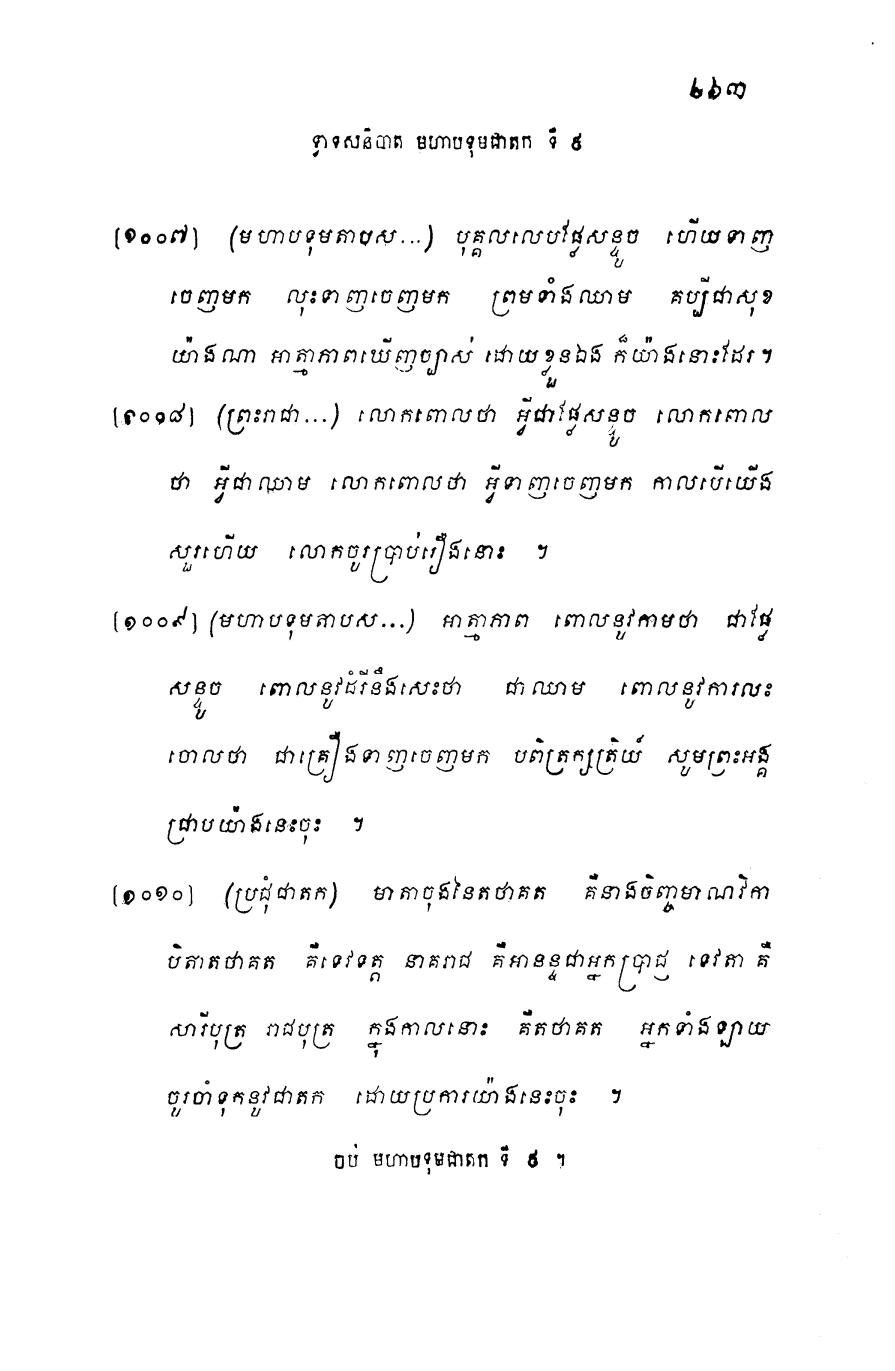 ២៦៣
ទ្វាទសនិបាត មហាបទុមជាតក ទី ៩
[១០០៧] (មហាបទុមតាបស...) បុគ្គលលេបផ្លែសន្ទូច ហើយទាញ
ចេញមក លុះទាញចេញមក ព្រមទាំងឈាម គប្បីជាសុខ
យ៉ាងណា អាត្មាភាពឃើញច្បាស់ ដោយខ្លួនឯង ក៏យ៉ាងនោះដែរ។
[១០១៨] (ព្រះរាជា...) លោកពោលថា អ្វីជាផ្លែសន្ទូច លោកពោល
ថា អ្វីជាឈាម លោកពោលថា អ្វីទាញចេញមក កាលបើយើង
សួរហើយ លោកចូរប្រាប់រឿងនោះ ។
[១០០៩] (មហាបទុមតាបស...) អាត្មាភាព ពោលនូវកាមថា ជាផ្លែ
សន្ទូច ពោលនូវដំរីនឹងសេះថា ជាឈាម ពោលនូវការលះ
ចោលថា ជាគ្រឿងទាញចេញមក បពិត្រក្សត្រិយ៍ សូមព្រះអង្គ
ជ្រាបយ៉ាងនេះចុះ ។
[១០១០] (ប្រជុំជាតក) មាតាចុងនៃតថាគត គឺនាងចិញ្ចមាណវិកា
បិតាតថាគត គឺទេវទត្ត នាគរាជ គឺអានន្ទជាអ្នកប្រាជ្ញ ទេវតា គឺ
សារីបុត្រ រាជបុត្រ ក្នុងកាលនោះ គឺតថាគត អ្នកទាំងឡាយ
ចូរចាំទុកនូវជាតក ដោយប្រការយ៉ាងនេះចុះ ។
ចប់ មហាបទុមជាតក ទី ៩ ។